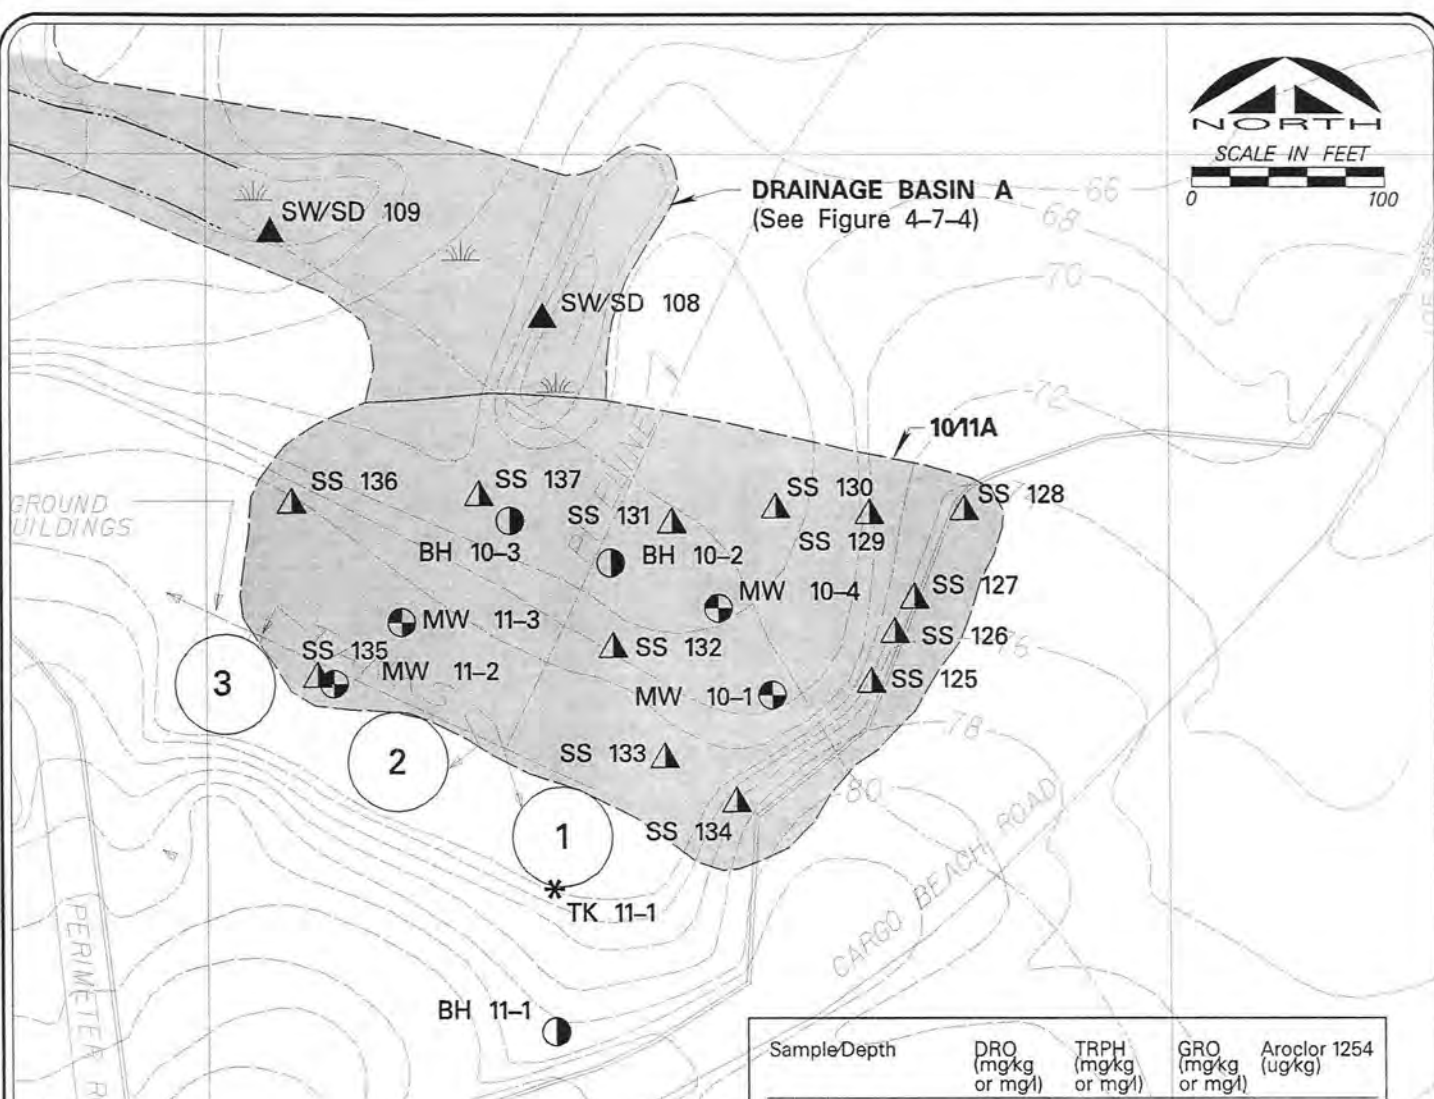 NORTH
SCALE IN FEET
0 100
DRAINAGE BASIN A
(See Figure 4-7-4)
66
68
SW/SD 109
70
SW/SD 108
72
10/11A
SS 136
SS 137
SS 130
SS 128
GROUND
UILDINGS
SS 131
SS 129
BH 10-3
BH 10-2
SS 127
MW 10-4
MW 11-3
SS 126
76
SS 135
SS 132
MW 11-2
SS 125
3
MW 10-1
78
SS 133
2
80
SS 134
1
TK 11-1
CARGO BEACH ROAD
PERIMETER R
BH 11-1
Sample/Depth DRO TRPH GRO Aroclor 1254
(mg/kg (mg/kg (mg/kg (ug/kg)
or mg/l) or mg/l) or mg/l)